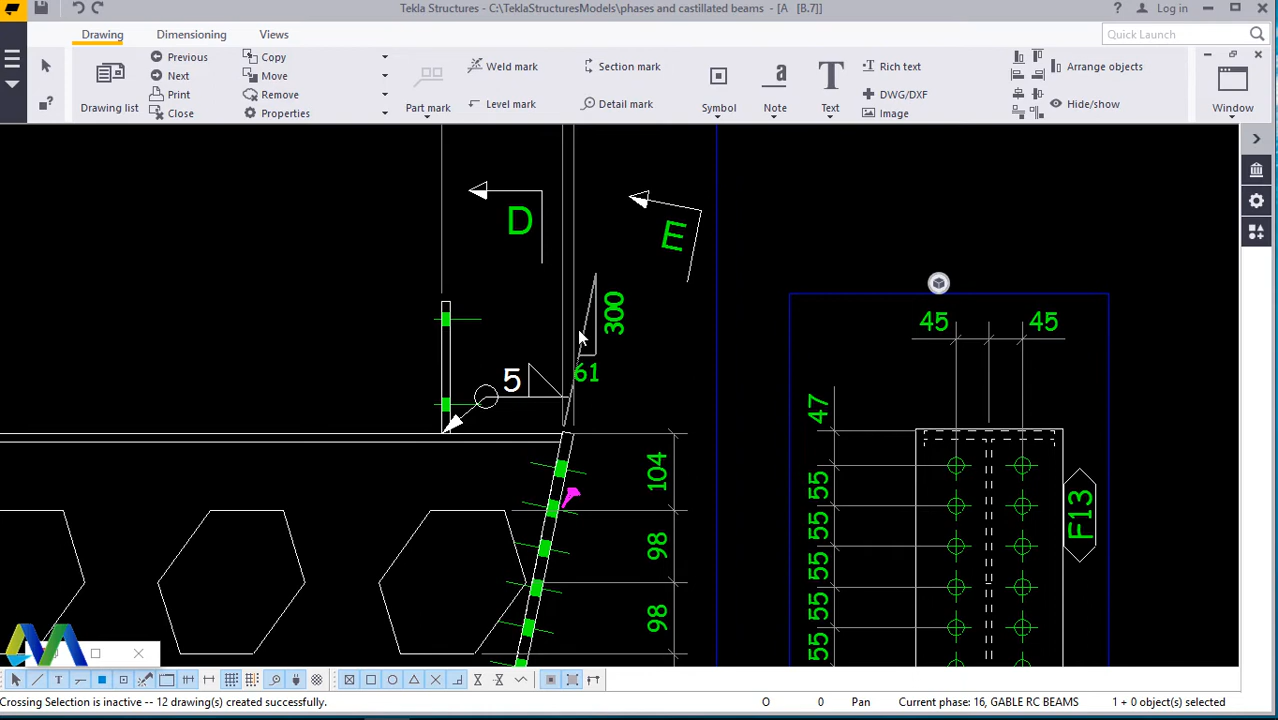 Tekla Structures - C:\TeklaStructuresModels\phases and castillated beams - [A [B.7]]
Log in
Drawing Dimensioning Views
Quick Launch
Previous
Next
Print
Close
Drawing list
Copy
Move
Remove
Properties
Part mark
Weld mark
Level mark
Section mark
Detail mark
Symbol
Note
Text
Rich text
DWG/DXF
Image
Arrange objects
Hide/show
Window
D
E
300
61
5
104
98
98
45 45
47
55
55
55
55
55
F13
Crossing Selection is inactive -- 12 drawing(s) created successfully.
O 0 Pan Current phase: 16, GABLE RC BEAMS 1 + 0 object(s) selected